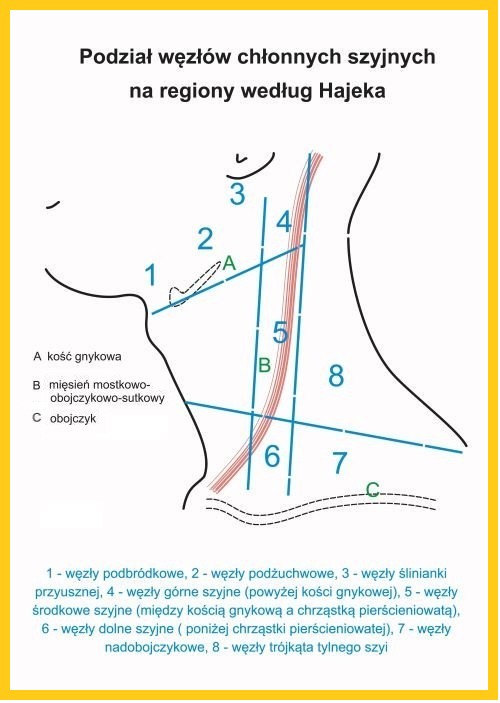 Podział węzłów chłonnych szyjnych
na regiony według Hajeka
3
4
2
A
1
5
A kość gnykowa
B
8
B mięsień mostkowo-
obojczykowo-sutkowy
C obojczyk
6
7
C
1 - węzły podbródkowe, 2 - węzły podżuchwowe, 3 - węzły ślinianki
przyusznej, 4 - węzły górne szyjne (powyżej kości gnykowej), 5 - węzły
środkowe szyjne (między kością gnykową a chrząstką pierścieniowatą),
6 - węzły dolne szyjne ( poniżej chrząstki pierścieniowatej), 7 - węzły
nadobojczykowe, 8 - węzły trójkąta tylnego szyi